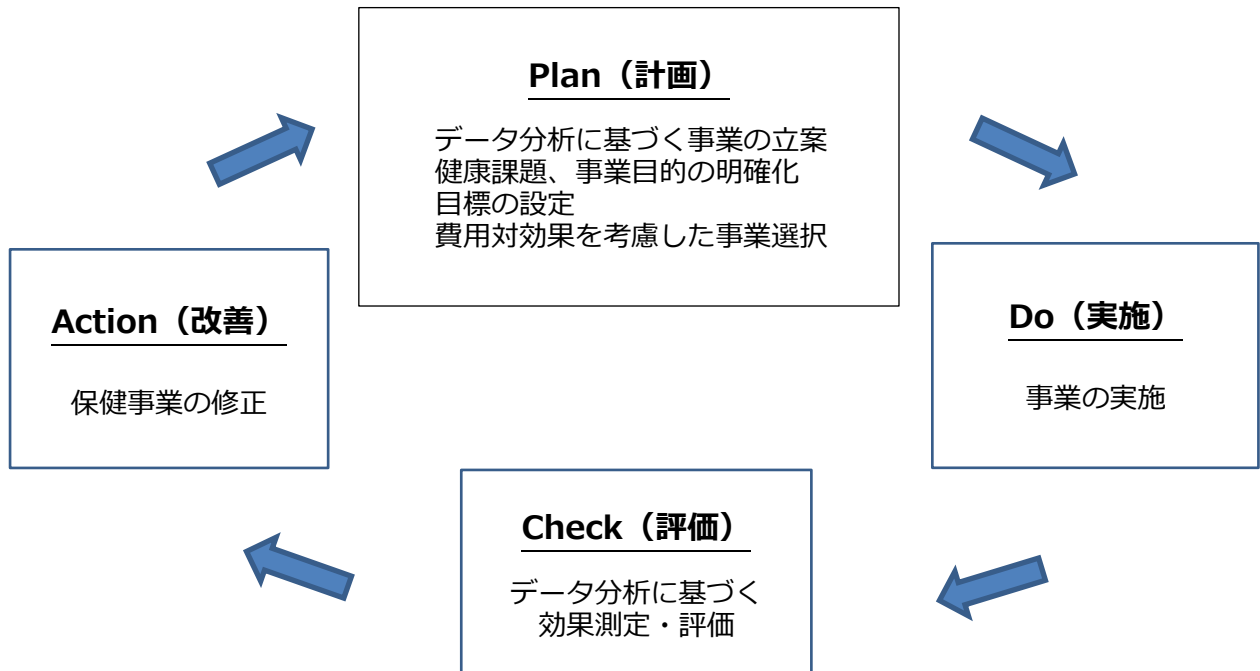 Plan（計画）
データ分析に基づく事業の立案
健康課題、事業目的の明確化
目標の設定
費用対効果を考慮した事業選択
Do（実施）
事業の実施
Check（評価）
データ分析に基づく
効果測定・評価
Action（改善）
保健事業の修正